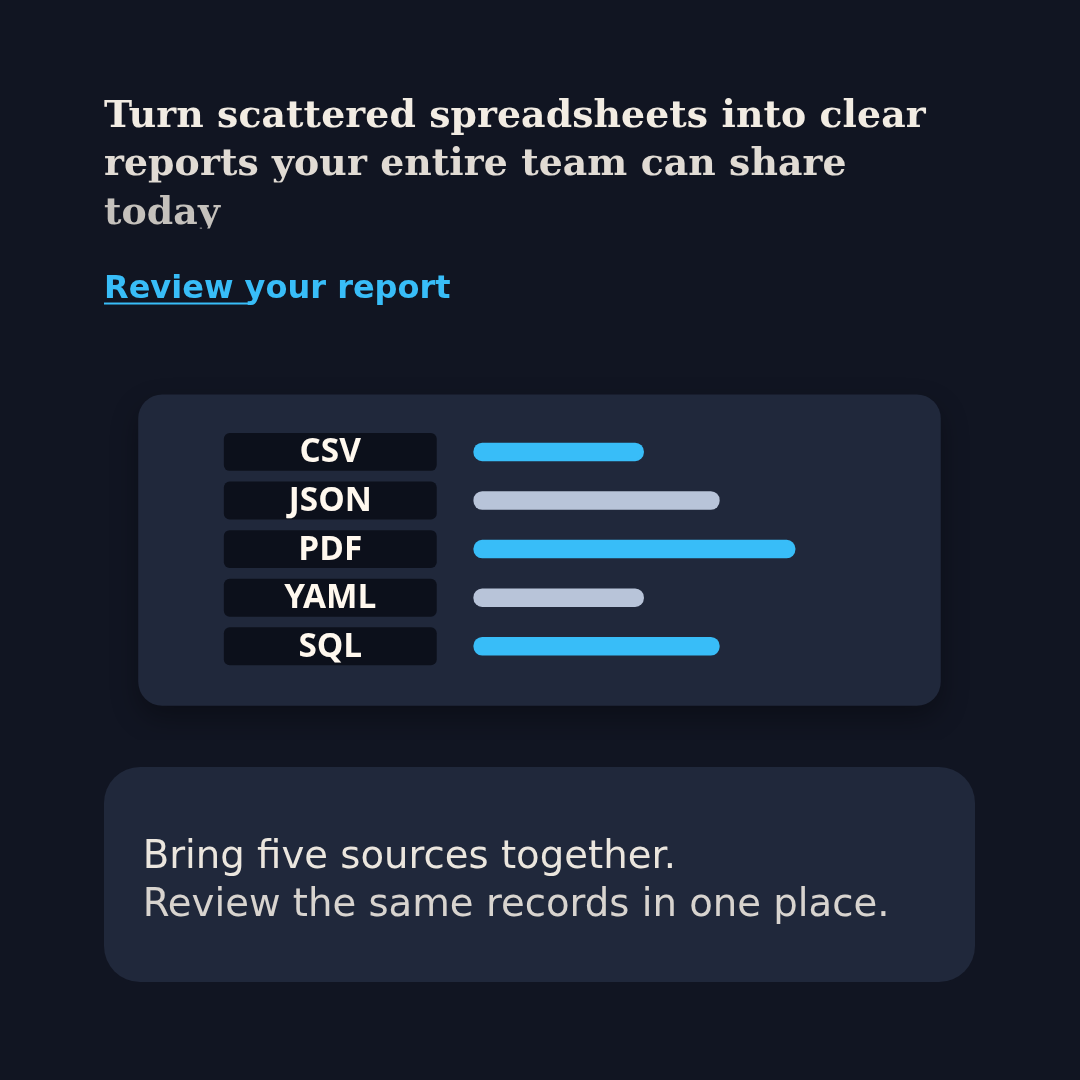 Turn scattered spreadsheets into clear
reports your entire team can share
today
Review your report
CSV
JSON
PDF
YAML
SQL
Bring five sources together.
Review the same records in one place.